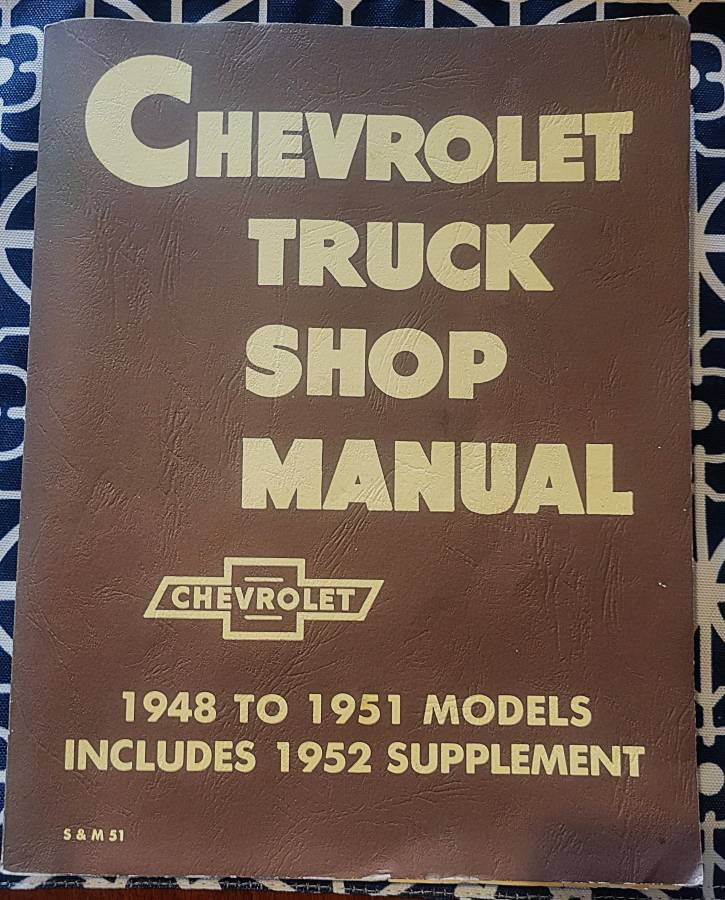 CHEVROLET
TRUCK
SHOP
MANUAL
CHEVROLET
1948 TO 1951 MODELS
INCLUDES 1952 SUPPLEMENT
S & M 51